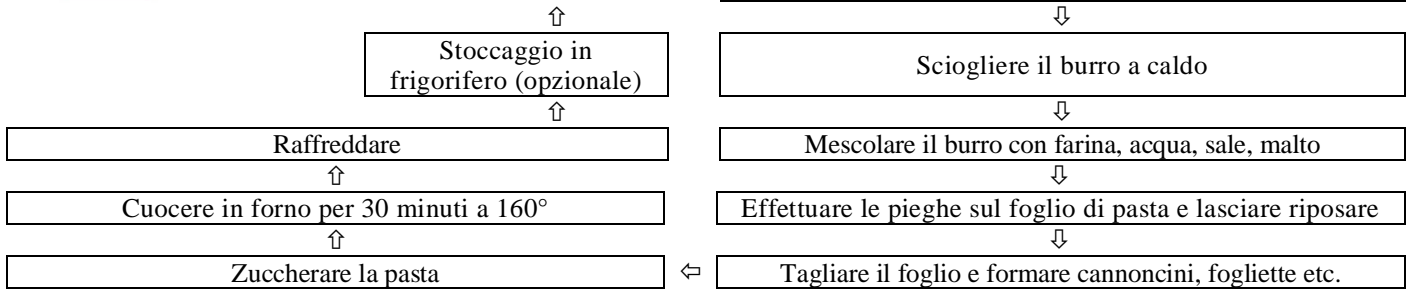 ⇧ ⇩
Stoccaggio in
frigorifero (opzionale)
Sciogliere il burro a caldo
⇧ ⇩
Raffreddare
Mescolare il burro con farina, acqua, sale, malto
⇧ ⇩
Cuocere in forno per 30 minuti a 160°
Effettuare le pieghe sul foglio di pasta e lasciare riposare
⇧ ⇩
Zuccherare la pasta
⇦
Tagliare il foglio e formare cannoncini, fogliette etc.